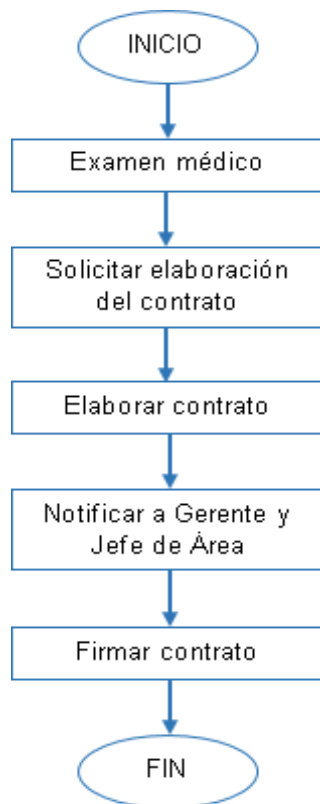 INICIO
Examen médico
Solicitar elaboración
del contrato
Elaborar contrato
Notificar a Gerente y
Jefe de Área
Firmar contrato
FIN